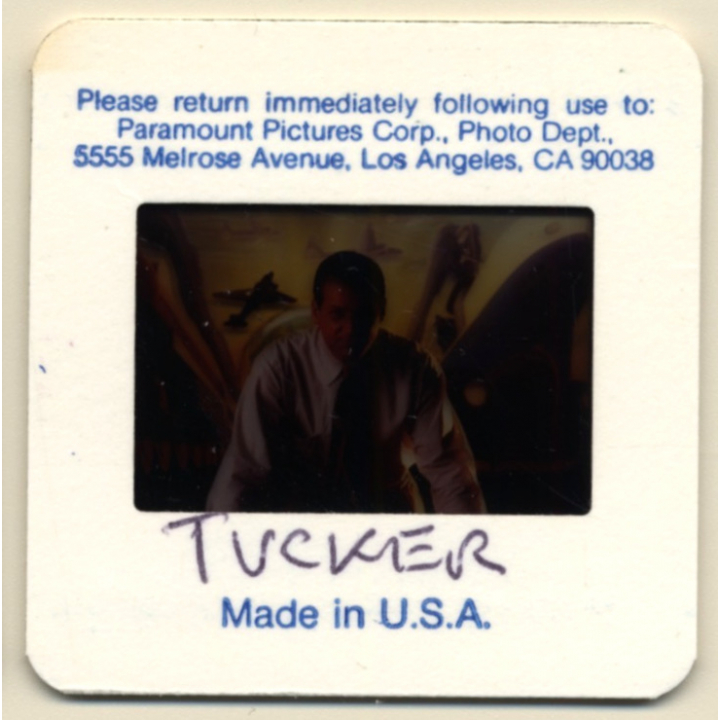 Please return immediately following use to:
Paramount Pictures Corp., Photo Dept.,
5555 Melrose Avenue, Los Angeles, CA 90038
TUCKER
Made in U.S.A.